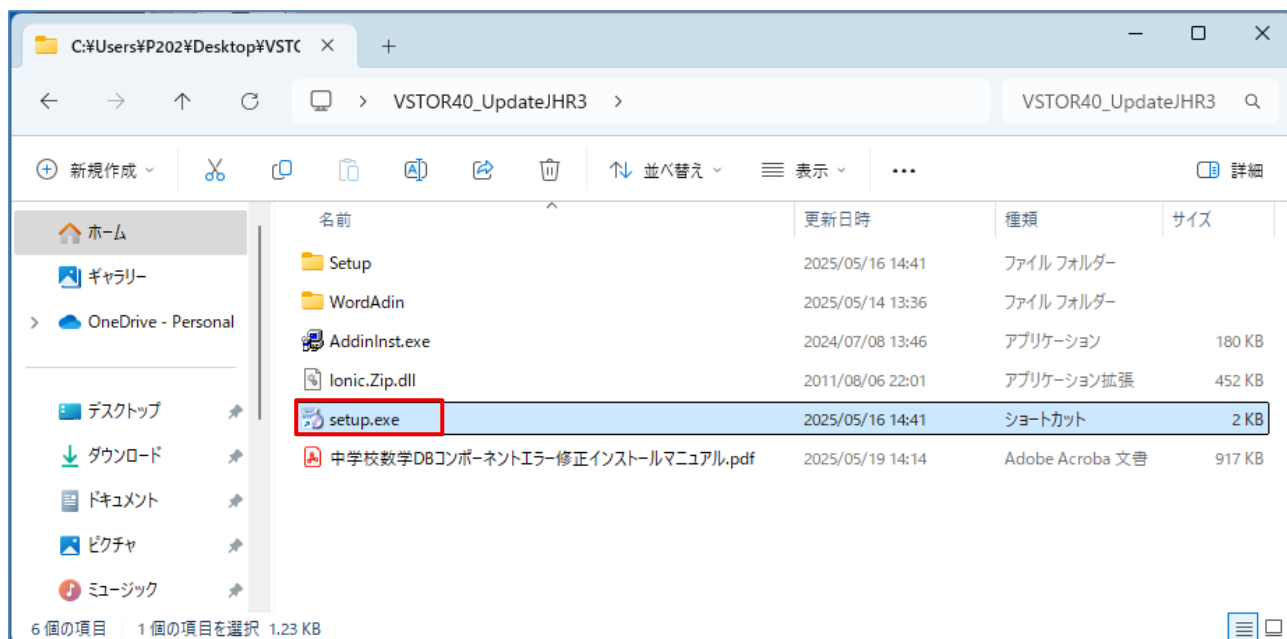 C:¥Users¥P202¥Desktop¥VSTC
VSTOR40_UpdateJHR3
VSTOR40_UpdateJHR3
新規作成
並べ替え
表示
詳細
名前 更新日時 種類 サイズ
ホーム
ギャラリー
OneDrive - Personal
デスクトップ
ダウンロード
ドキュメント
ピクチャ
ミュージック
Setup 2025/05/16 14:41 ファイル フォルダー
WordAdin 2025/05/14 13:36 ファイル フォルダー
AddinInst.exe 2024/07/08 13:46 アプリケーション 180 KB
Ionic.Zip.dll 2011/08/06 22:01 アプリケーション拡張 452 KB
setup.exe 2025/05/16 14:41 ショートカット 2 KB
中学校数学DBコンポーネントエラー修正インストールマニュアル.pdf 2025/05/19 14:14 Adobe Acroba 文書 917 KB
6 個の項目 1 個の項目を選択 1.23 KB